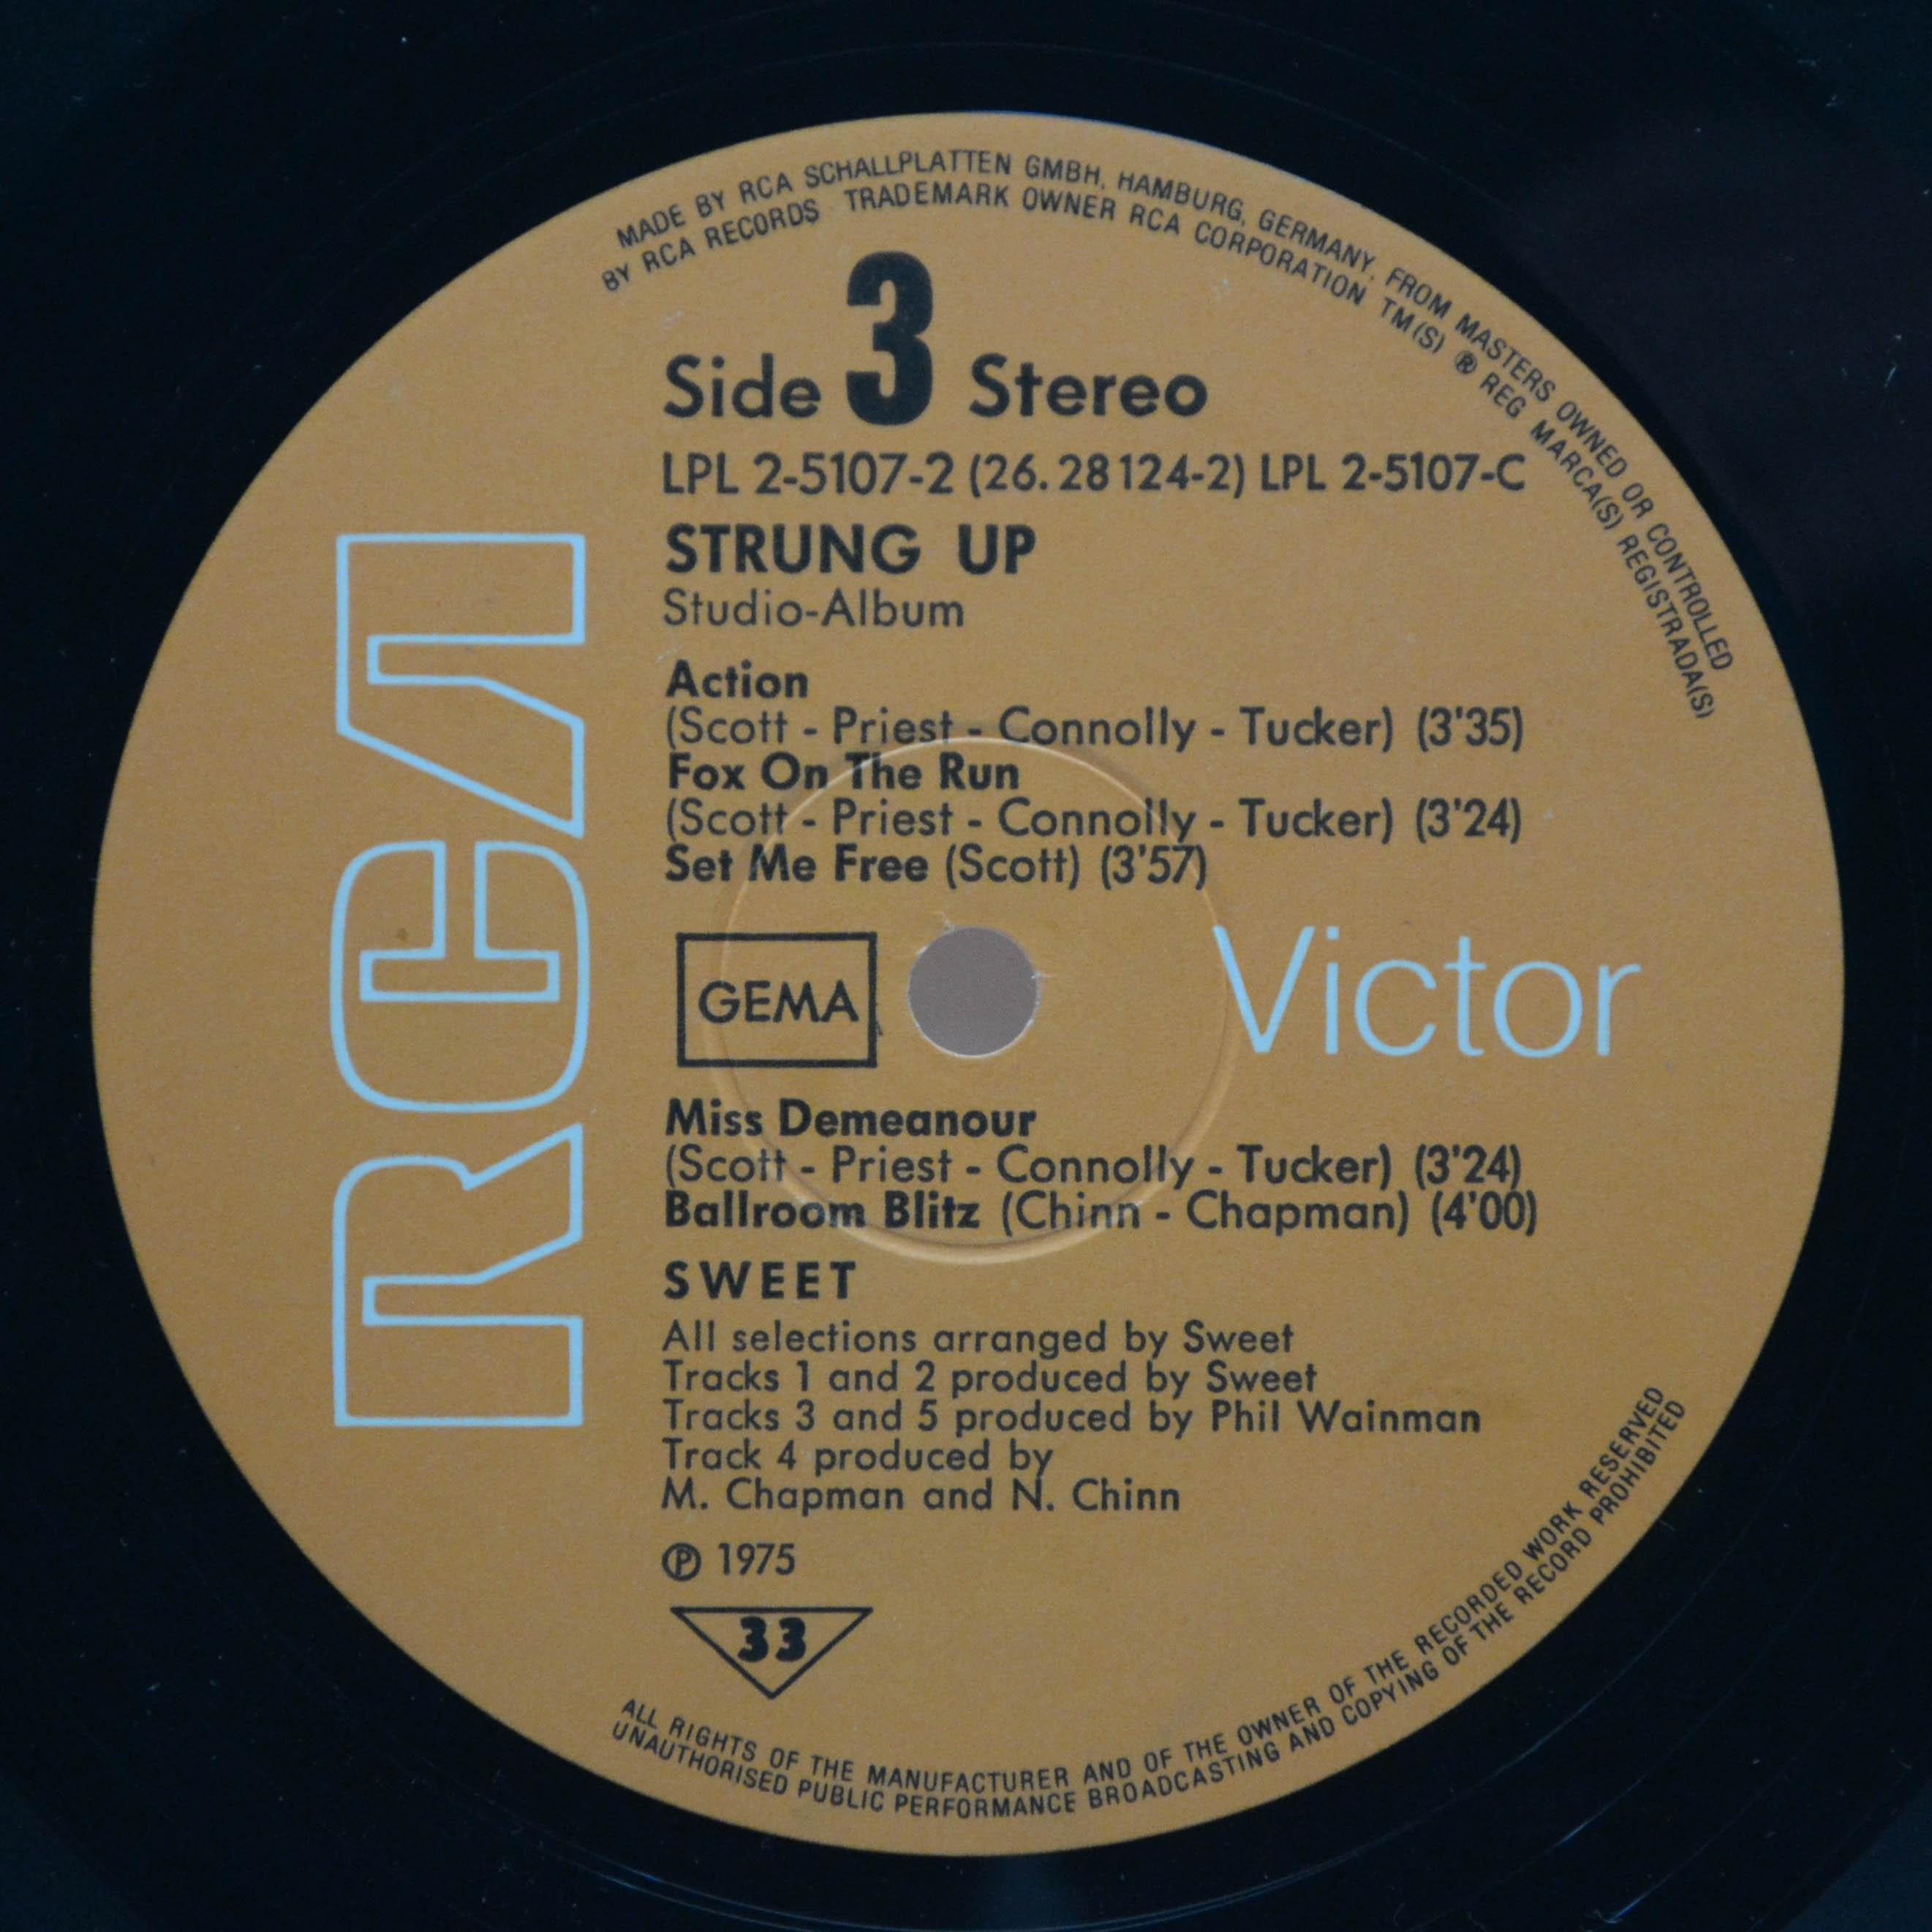 MADE BY RCA SCHALLPLATTEN GMBH, HAMBURG, GERMANY, FROM MASTERS OWNED OR CONTROLLED
BY RCA RECORDS TRADEMARK OWNER RCA CORPORATION TM(S) ® REG MARCA(S) REGISTRADA(S)
Side 3 Stereo
LPL 2-5107-2 (26.28124-2) LPL 2-5107-C
STRUNG UP
Studio-Album
Action
(Scott - Priest - Connolly - Tucker) (3'35)
Fox On The Run
(Scott - Priest - Connolly - Tucker) (3'24)
Set Me Free (Scott) (3'57)
RCA
GEMA
Victor
Miss Demeanour
(Scott - Priest - Connolly - Tucker) (3'24)
Ballroom Blitz (Chinn - Chapman) (4'00)
SWEET
All selections arranged by Sweet
Tracks 1 and 2 produced by Sweet
Tracks 3 and 5 produced by Phil Wainman
Track 4 produced by
M. Chapman and N. Chinn
℗ 1975
33
ALL RIGHTS OF THE MANUFACTURER AND OF THE OWNER OF THE RECORDED WORK RESERVED
UNAUTHORISED PUBLIC PERFORMANCE BROADCASTING AND COPYING OF THE RECORD PROHIBITED